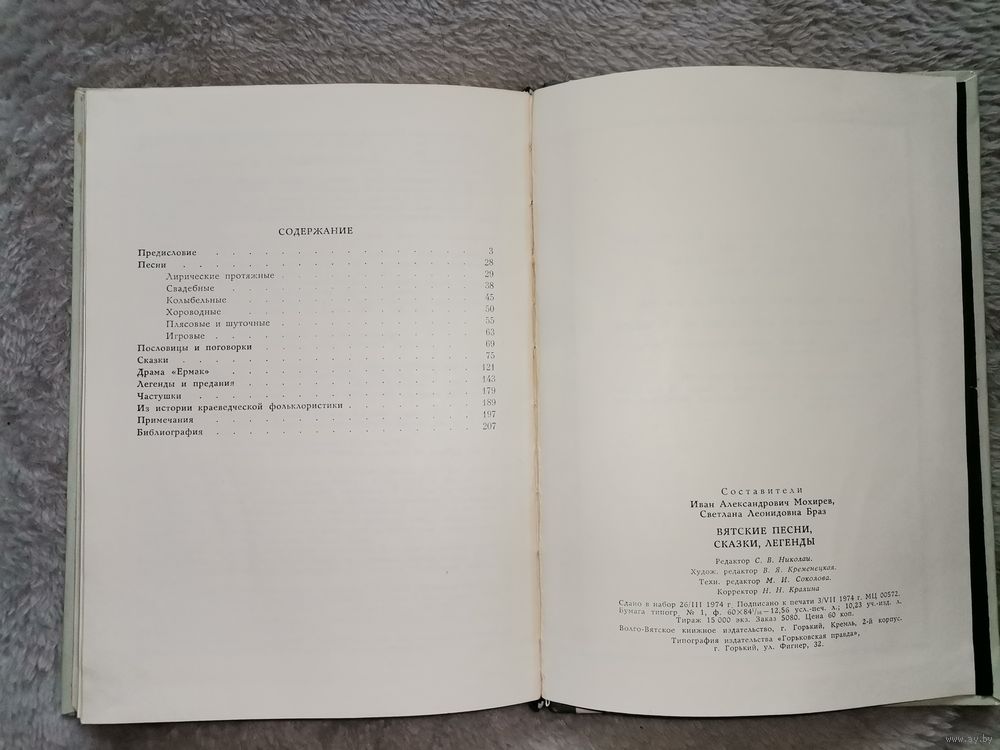 СОДЕРЖАНИЕ
Предисловие . . . . . . . . . . . . 3
Песни . . . . . . . . . . . . 28
Лирические протяжные . . . . . . . . . 29
Свадебные . . . . . . . . . . . 38
Колыбельные . . . . . . . . . . 45
Хороводные . . . . . . . . . . . 50
Плясовые и шуточные . . . . . . . . . 55
Игровые . . . . . . . . . . . . 63
Пословицы и поговорки . . . . . . . . . . 69
Сказки . . . . . . . . . . . . . 75
Драма «Ермак» . . . . . . . . . . . 121
Легенды и предания . . . . . . . . . . 143
Частушки . . . . . . . . . . . . 179
Из истории краеведческой фольклористики . . . . . . 189
Примечания . . . . . . . . . . . . 197
Библиография . . . . . . . . . . . . 207
Составители
Иван Александрович Мохирев,
Светлана Леонидовна Браз
ВЯТСКИЕ ПЕСНИ,
СКАЗКИ, ЛЕГЕНДЫ
Редактор С. В. Николаи.
Худож. редактор В. Я. Кременецкая.
Техн. редактор М. И. Соколова.
Корректор Н. Н. Кралина
Сдано в набор 26/III 1974 г. Подписано к печати 3/VII 1974 г. МЦ 00572.
Бумага типогр. № 1, ф. 60×84¹/₁₆—12,56 усл.-печ. л.; 10,23 уч.-изд. л.
Тираж 15 000 экз. Заказ 5080. Цена 60 коп.
Волго-Вятское книжное издательство, г. Горький, Кремль, 2-й корпус.
Типография издательства «Горьковская правда»,
г. Горький, ул. Фигнер, 32.
www.ay.by